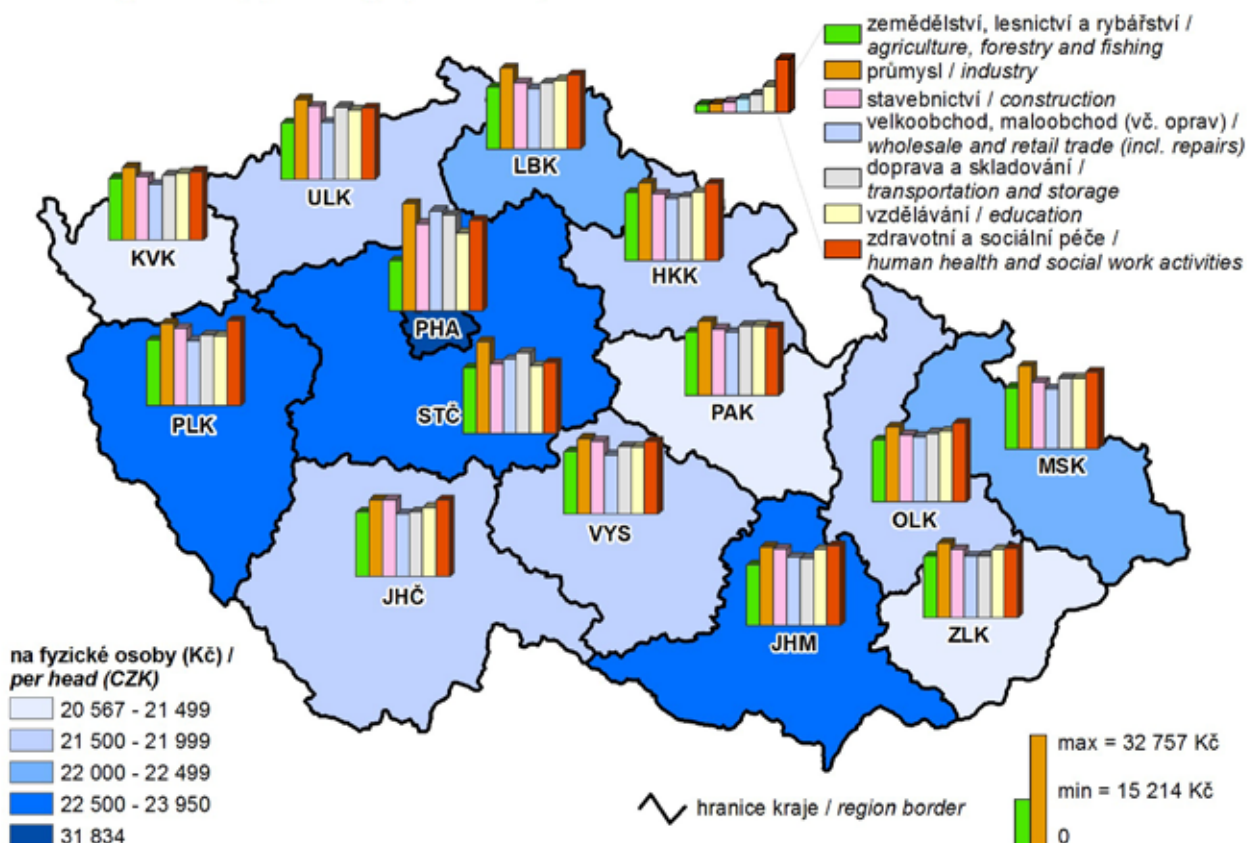 zemědělství, lesnictví a rybářství /
agriculture, forestry and fishing
průmysl / industry
stavebnictví / construction
velkoobchod, maloobchod (vč. oprav) /
wholesale and retail trade (incl. repairs)
doprava a skladování /
transportation and storage
vzdělávání / education
zdravotní a sociální péče /
human health and social work activities
LBK
ULK
KVK
HKK
PHA
PLK
STČ
PAK
MSK
OLK
VYS
JHČ
JHM
ZLK
na fyzické osoby (Kč) /
per head (CZK)
20 567 - 21 499
21 500 - 21 999
22 000 - 22 499
22 500 - 23 950
31 834
hranice kraje / region border
max = 32 757 Kč
min = 15 214 Kč
0